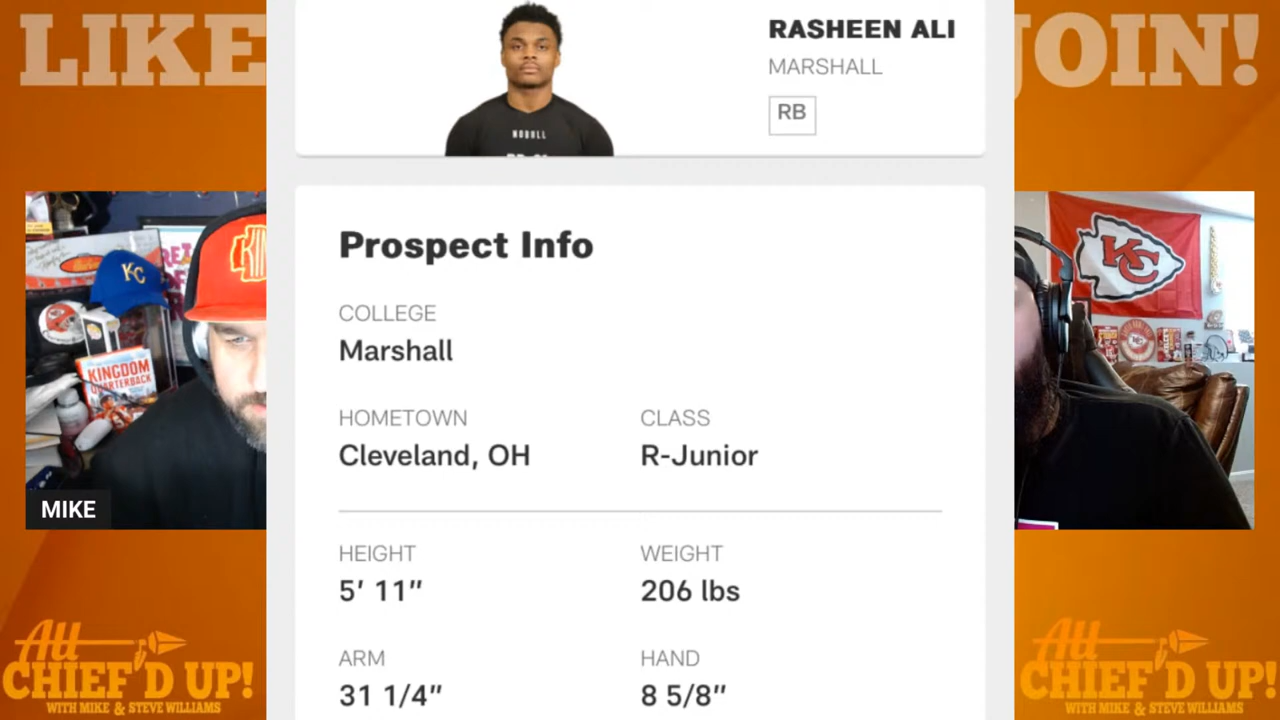 LIKE
JOIN!
RASHEEN ALI
MARSHALL
RB
NOBULL
Prospect Info
COLLEGE
Marshall
HOMETOWN
Cleveland, OH
CLASS
R-Junior
HEIGHT
5' 11"
WEIGHT
206 lbs
ARM
31 1/4"
HAND
8 5/8"
KC
KINGDOM
QUARTERBACK
MIKE
KC
All
CHIEF'D UP!
WITH MIKE & STEVE WILLIAMS
All
CHIEF'D UP!
WITH MIKE & STEVE WILLIAMS